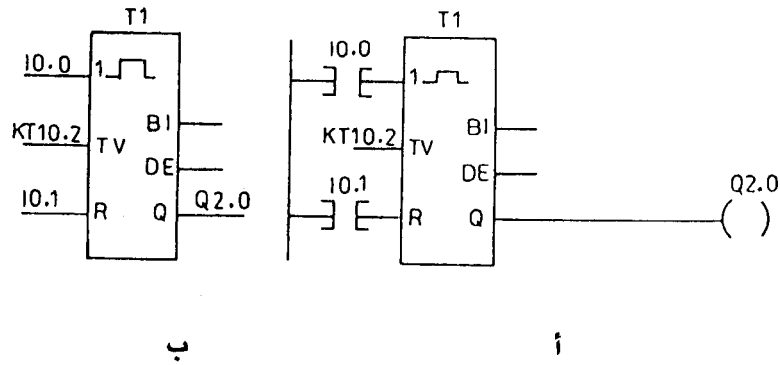 T1
I0.0
1
KT10.2
TV
BI
DE
I0.1
R
Q
Q2.0
ب
T1
I0.0
1
KT10.2
TV
BI
DE
I0.1
R
Q
Q2.0
أ